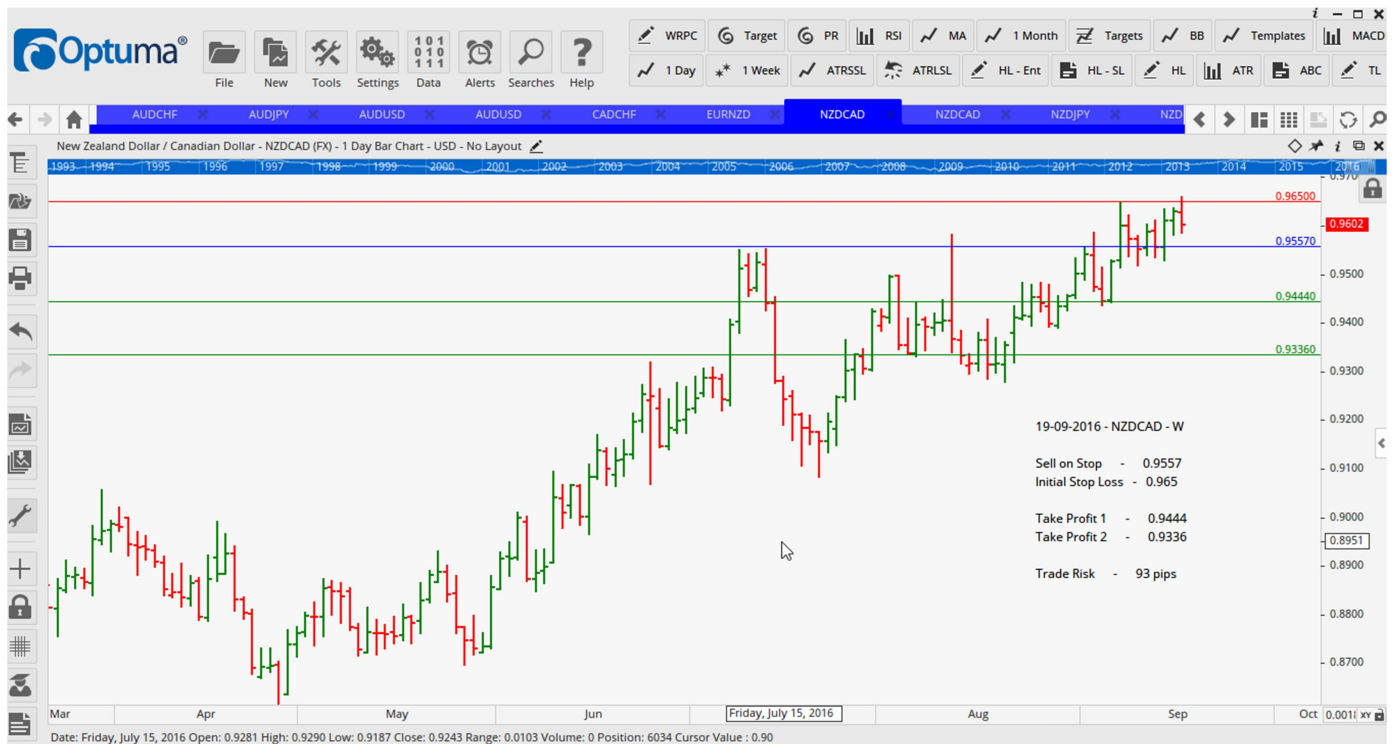 Optuma®
File New Tools Settings Data Alerts Searches Help
WRPC Target PR RSI MA 1 Month Targets BB Templates MACD
1 Day 1 Week ATRSSL ATRLSL HL - Ent HL - SL HL ATR ABC TL
AUDCHF AUDJPY AUDUSD AUDUSD CADCHF EURNZD NZDCAD NZDCAD NZDJPY NZD
New Zealand Dollar / Canadian Dollar - NZDCAD (FX) - 1 Day Bar Chart - USD - No Layout
1993 1994 1995 1996 1997 1998 1999 2000 2001 2002 2003 2004 2005 2006 2007 2008 2009 2010 2011 2012 2013 2014 2015 2016
0.970
0.96500
0.9602
0.95570
0.9500
0.94440
0.9400
0.93360
0.9300
0.9200
19-09-2016 - NZDCAD - W
Sell on Stop - 0.9557
0.9100
Initial Stop Loss - 0.965
Take Profit 1 - 0.9444
0.9000
Take Profit 2 - 0.9336
0.8951
0.8900
Trade Risk - 93 pips
0.8800
0.8700
Mar Apr May Jun Friday, July 15, 2016 Aug Sep Oct 0.0018 XY
Date: Friday, July 15, 2016 Open: 0.9281 High: 0.9290 Low: 0.9187 Close: 0.9243 Range: 0.0103 Volume: 0 Position: 6034 Cursor Value : 0.90